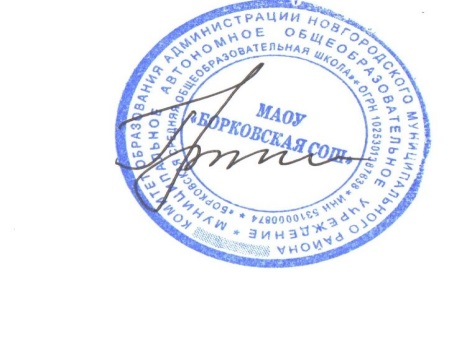 КОМИТЕТ ОБРАЗОВАНИЯ АДМИНИСТРАЦИИ НОВГОРОДСКОГО МУНИЦИПАЛЬНОГО РАЙОНА
* МУНИЦИПАЛЬНОЕ АВТОНОМНОЕ ОБЩЕОБРАЗОВАТЕЛЬНОЕ УЧРЕЖДЕНИЕ
* «БОРКОВСКАЯ СРЕДНЯЯ ОБЩЕОБРАЗОВАТЕЛЬНАЯ ШКОЛА» * ОГРН 1025301387638 * ИНН 5310000874
МАОУ
«БОРКОВСКАЯ СОШ»